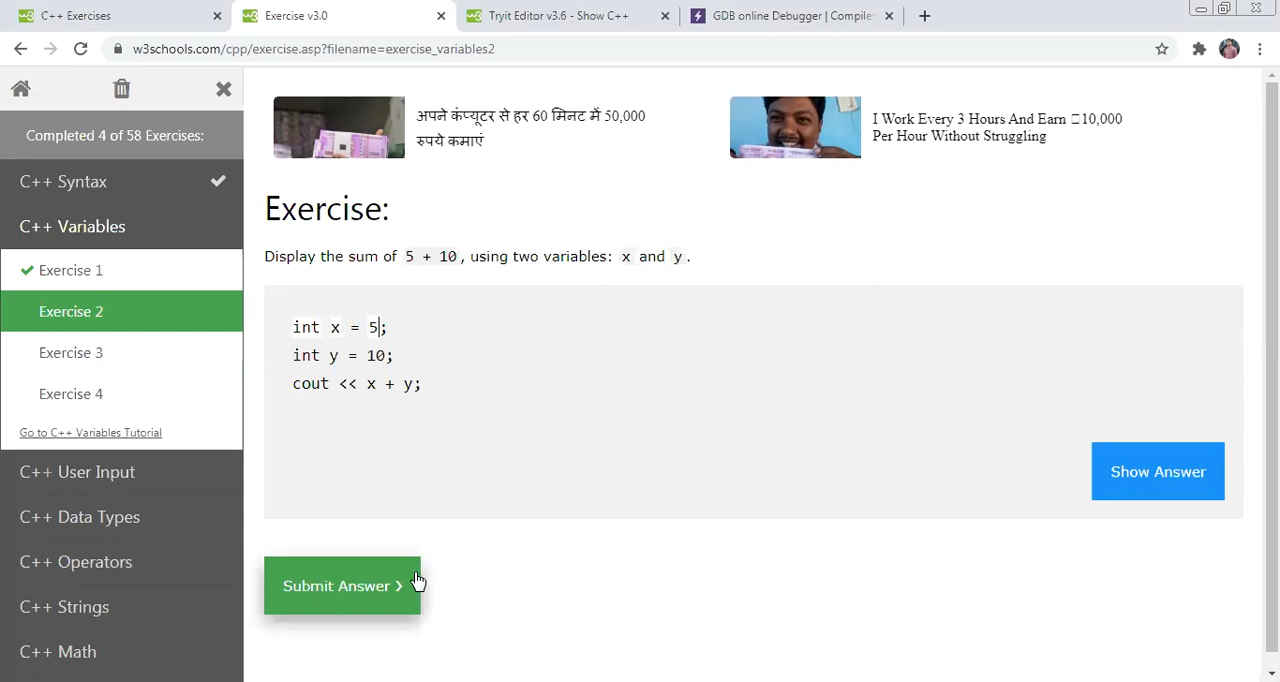 C++ Exercises
Exercise v3.0
Tryit Editor v3.6 - Show C++
GDB online Debugger | Compile
w3schools.com/cpp/exercise.asp?filename=exercise_variables2
Completed 4 of 58 Exercises:
C++ Syntax
C++ Variables
Exercise 1
Exercise 2
Exercise 3
Exercise 4
Go to C++ Variables Tutorial
C++ User Input
C++ Data Types
C++ Operators
C++ Strings
C++ Math
अपने कंप्यूटर से हर 60 मिनट में 50,000
रुपये कमाएं
I Work Every 3 Hours And Earn 10,000
Per Hour Without Struggling
Exercise:
Display the sum of 5 + 10, using two variables: x and y.
int x = 5;
int y = 10;
cout << x + y;
Show Answer
Submit Answer ❯